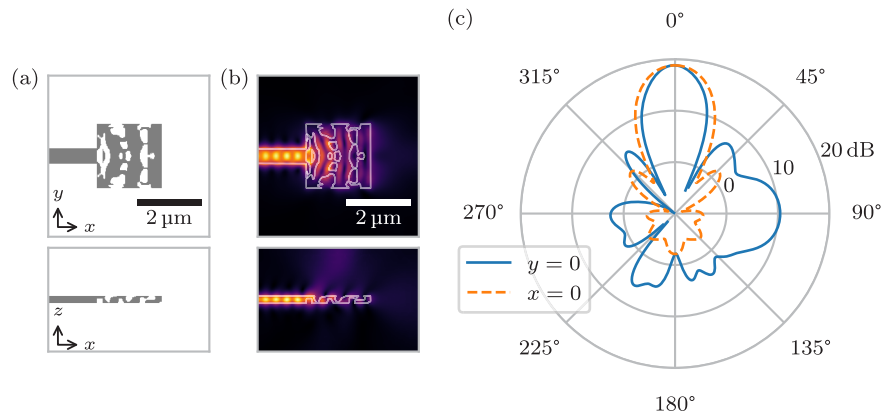 (a)
y
x
2 µm
z
x
(b)
2 µm
(c)
0°
315°
45°
20 dB
10
0
270°
90°
y = 0
x = 0
225°
135°
180°